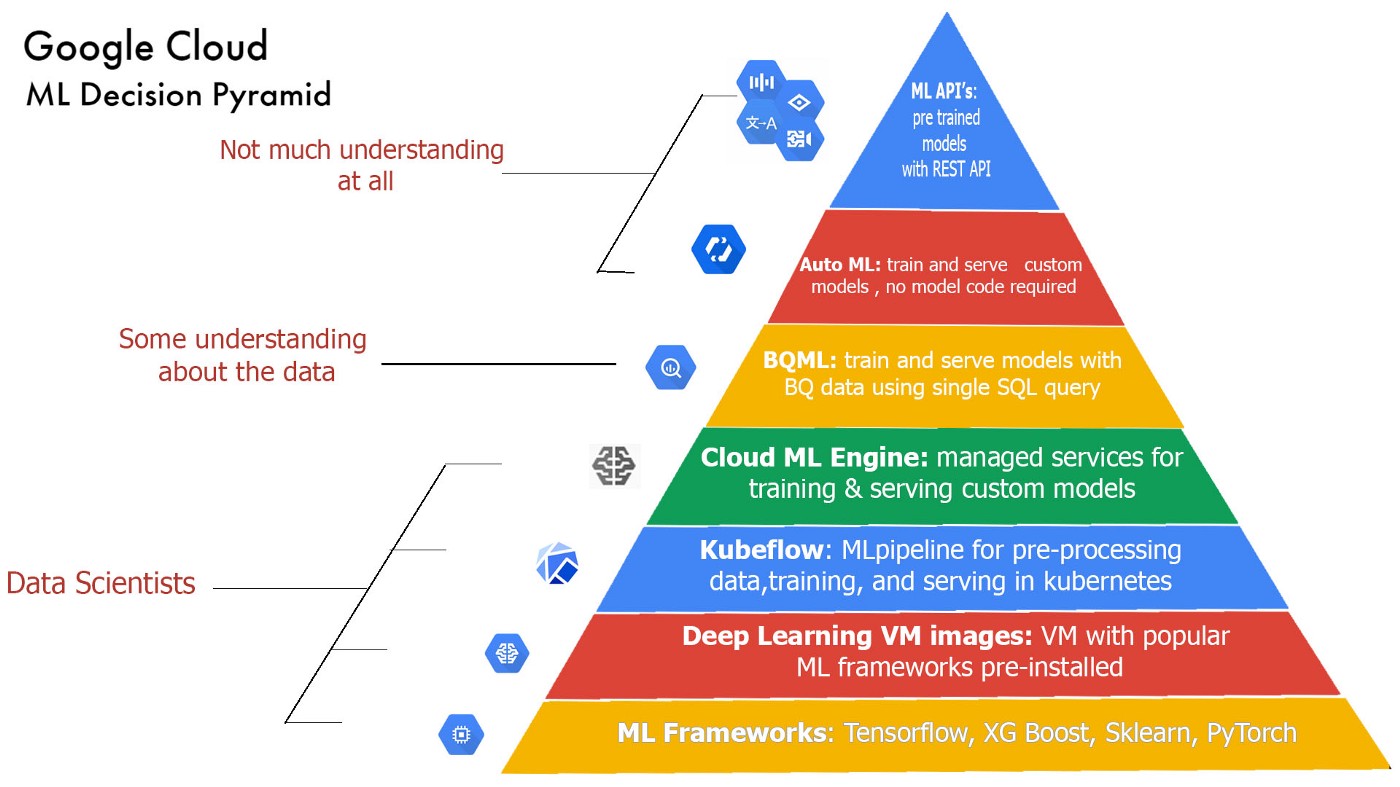 Google Cloud
ML Decision Pyramid
Not much understanding
at all
Some understanding
about the data
Data Scientists
文→A
ML API's:
pre trained
models
with REST API
Auto ML: train and serve custom
models , no model code required
BQML: train and serve models with
BQ data using single SQL query
Cloud ML Engine: managed services for
training & serving custom models
Kubeflow: MLpipeline for pre-processing
data,training, and serving in kubernetes
Deep Learning VM images: VM with popular
ML frameworks pre-installed
ML Frameworks: Tensorflow, XG Boost, Sklearn, PyTorch